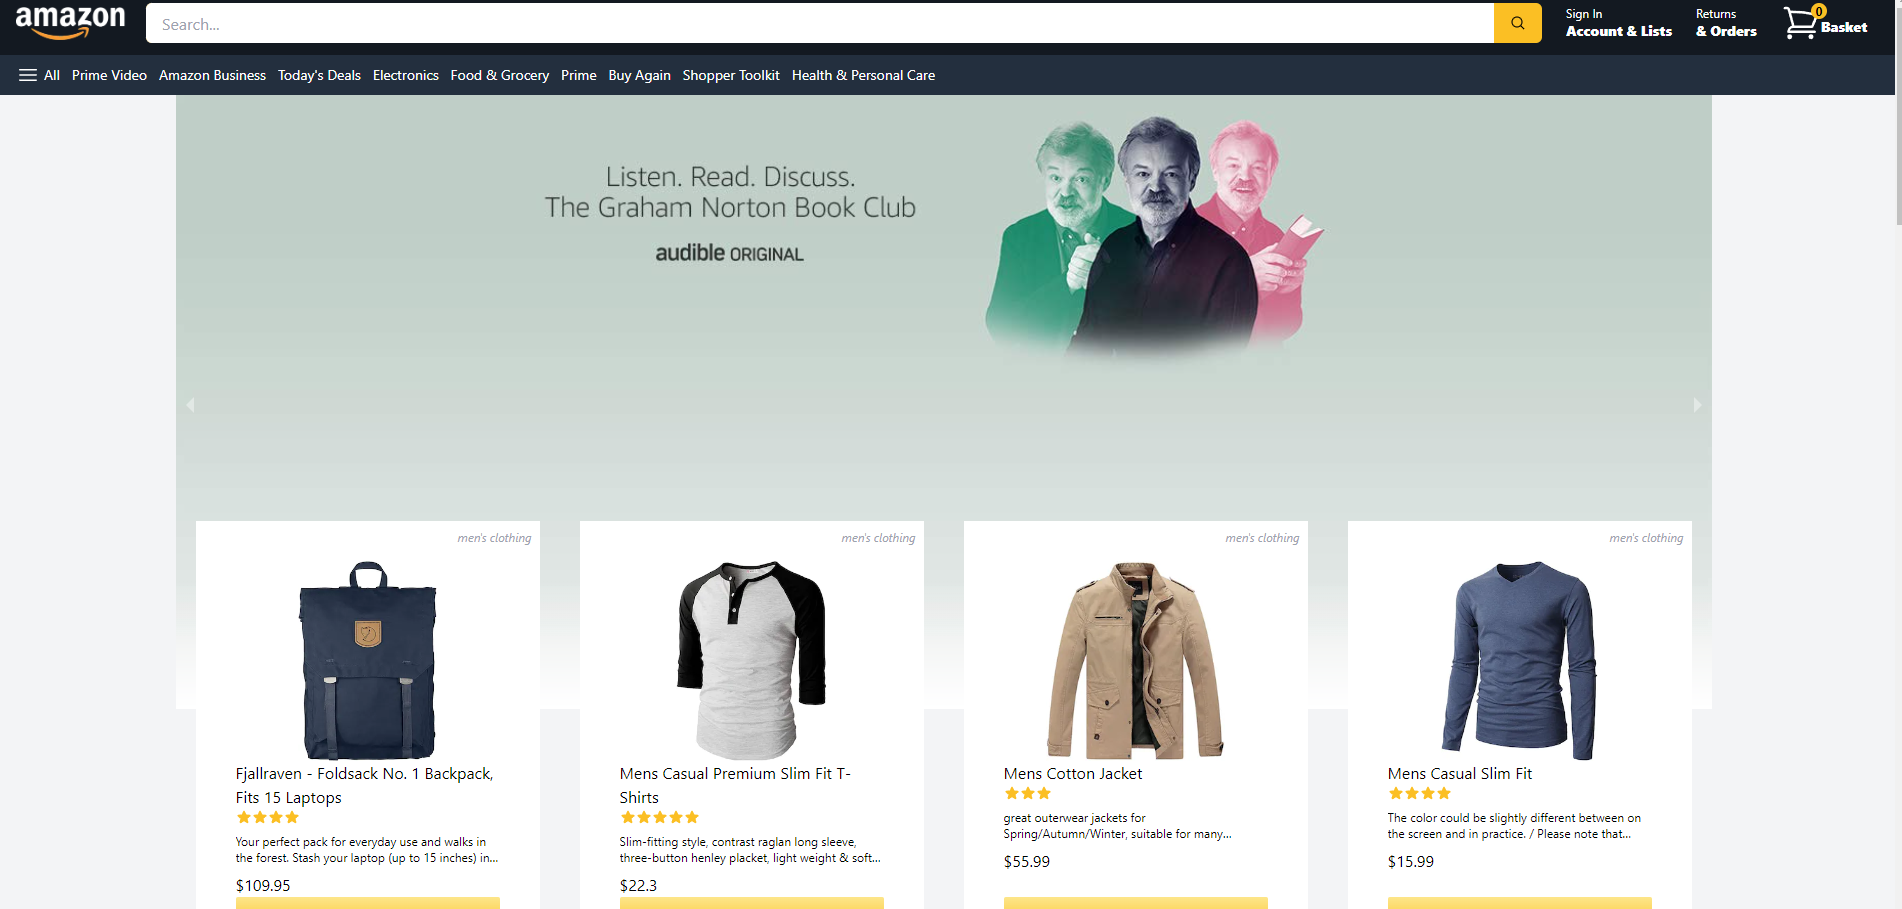 amazon
Search...
Sign In
Account & Lists
Returns
& Orders
0
Basket
All
Prime Video
Amazon Business
Today's Deals
Electronics
Food & Grocery
Prime
Buy Again
Shopper Toolkit
Health & Personal Care
Listen. Read. Discuss.
The Graham Norton Book Club
audible ORIGINAL
men's clothing
Fjallraven - Foldsack No. 1 Backpack,
Fits 15 Laptops
Your perfect pack for everyday use and walks in
the forest. Stash your laptop (up to 15 inches) in...
$109.95
men's clothing
Mens Casual Premium Slim Fit T-
Shirts
Slim-fitting style, contrast raglan long sleeve,
three-button henley placket, light weight & soft...
$22.3
men's clothing
Mens Cotton Jacket
great outerwear jackets for
Spring/Autumn/Winter, suitable for many...
$55.99
men's clothing
Mens Casual Slim Fit
The color could be slightly different between on
the screen and in practice. / Please note that...
$15.99